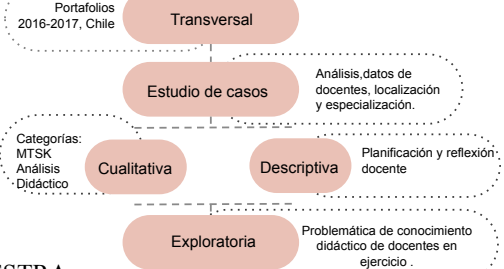 Portafolios
2016-2017, Chile
Transversal
Estudio de casos
Análisis,datos de
docentes, localización
y especialización.
Categorías:
MTSK
Análisis
Didáctico
Cualitativa
Descriptiva
Planificación y reflexión
docente
Exploratoria
Problemática de conocimiento
didáctico de docentes en
ejercicio .